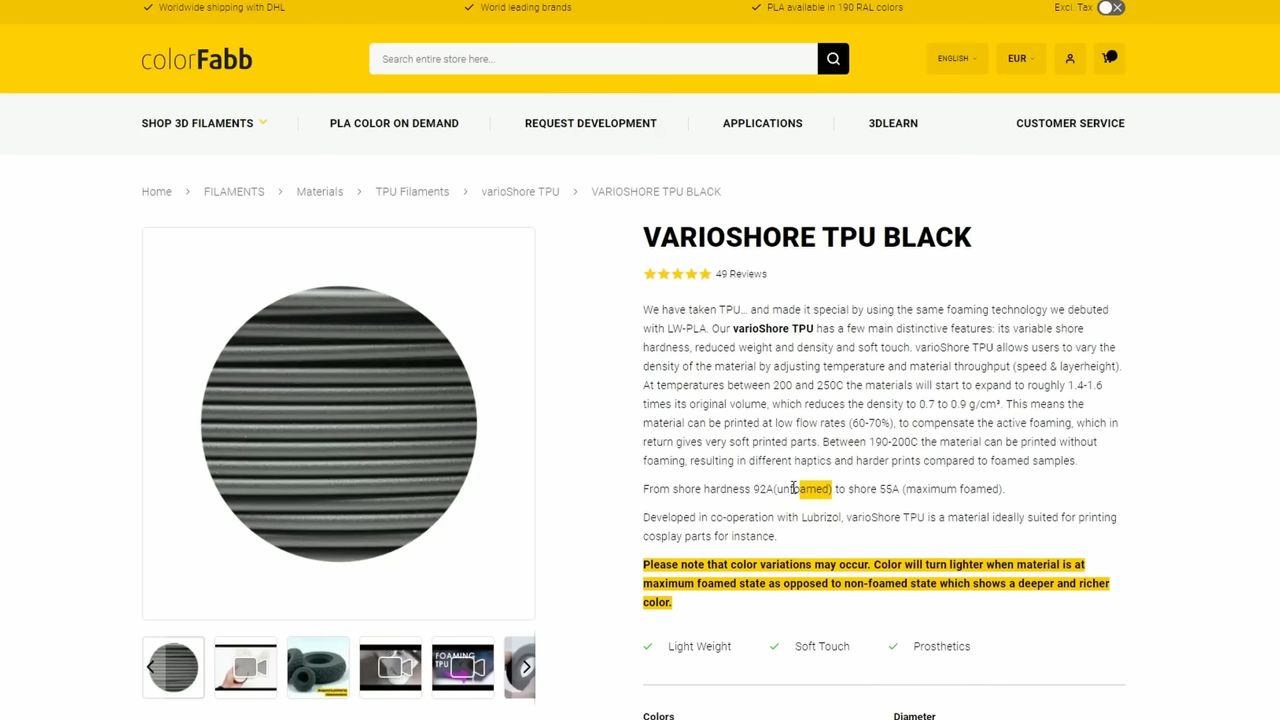 Worldwide shipping with DHL
World leading brands
PLA available in 190 RAL colors
Excl. Tax
colorFabb
Search entire store here...
ENGLISH
EUR
SHOP 3D FILAMENTS
PLA COLOR ON DEMAND
REQUEST DEVELOPMENT
APPLICATIONS
3DLEARN
CUSTOMER SERVICE
Home > FILAMENTS > Materials > TPU Filaments > varioShore TPU > VARIOSHORE TPU BLACK
VARIOSHORE TPU BLACK
49 Reviews
We have taken TPU... and made it special by using the same foaming technology we debuted
with LW-PLA. Our varioShore TPU has a few main distinctive features: its variable shore
hardness, reduced weight and density and soft touch. varioShore TPU allows users to vary the
density of the material by adjusting temperature and material throughput (speed & layerheight).
At temperatures between 200 and 250C the materials will start to expand to roughly 1.4-1.6
times its original volume, which reduces the density to 0.7 to 0.9 g/cm³. This means the
material can be printed at low flow rates (60-70%), to compensate the active foaming, which in
return gives very soft printed parts. Between 190-200C the material can be printed without
foaming, resulting in different haptics and harder prints compared to foamed samples.
From shore hardness 92A(unfoamed) to shore 55A (maximum foamed).
Developed in co-operation with Lubrizol, varioShore TPU is a material ideally suited for printing
cosplay parts for instance.
Please note that color variations may occur. Color will turn lighter when material is at
maximum foamed state as opposed to non-foamed state which shows a deeper and richer
color.
Light Weight
Soft Touch
Prosthetics
FOAMING
TPU
Colors
Diameter